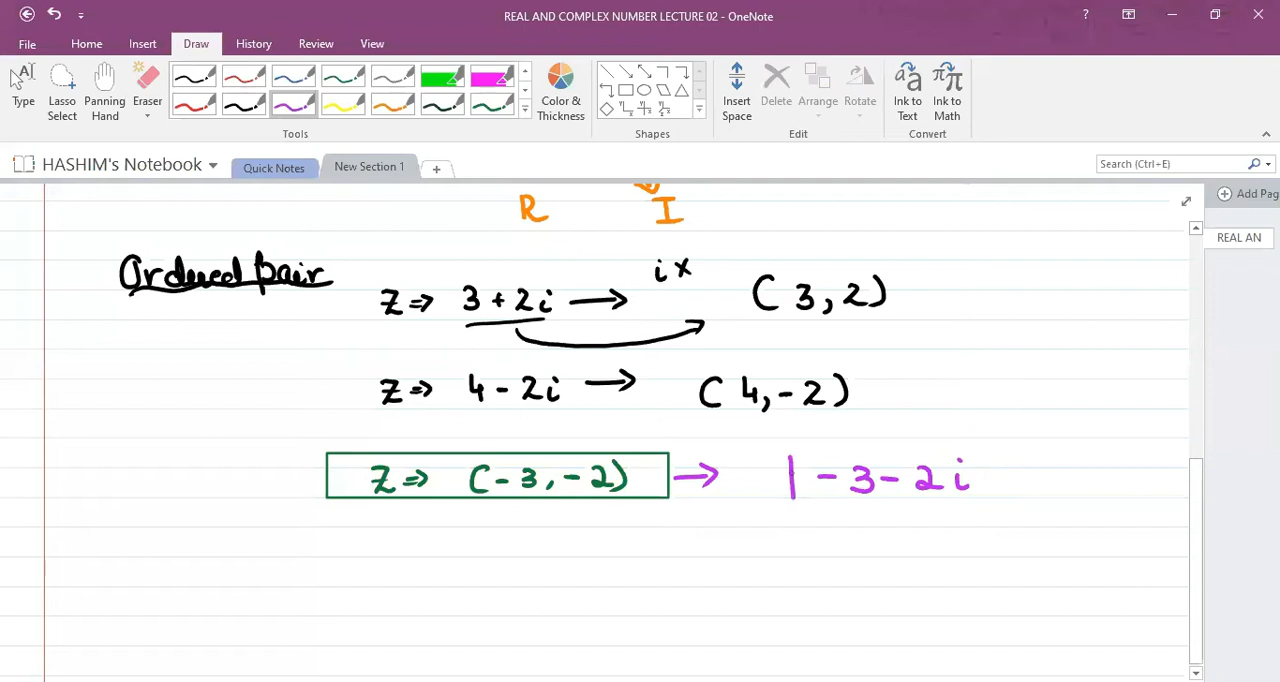 REAL AND COMPLEX NUMBER LECTURE 02 - OneNote
File Home Insert Draw History Review View
Type Lasso Select Panning Hand Eraser Color & Thickness Insert Space Delete Arrange Rotate Ink to Text Ink to Math
Tools Shapes Edit Convert
HASHIM's Notebook Quick Notes New Section 1 + Search (Ctrl+E)
Add Pag
REAL AN
R I
Ordered pair
z ⇒ 3 + 2i → i × ( 3 , 2 )
z ⇒ 4 - 2i → ( 4, - 2 )
z ⇒ (- 3 , - 2) → | - 3 - 2 i